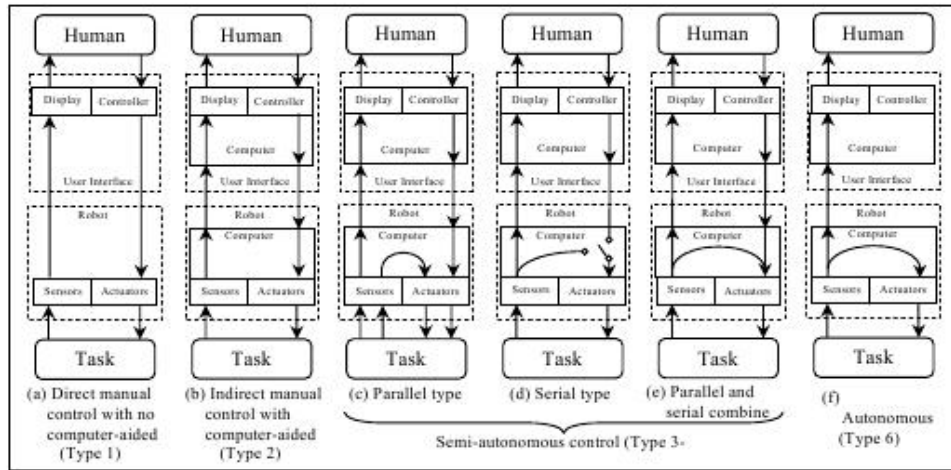 Human Human Human Human Human Human
Display Controller Display Controller Display Controller Display Controller Display Controller Display Controller
Computer Computer Computer Computer Computer
User Interface User Interface User Interface User Interface User Interface User Interface
Robot Robot Robot Robot Robot Robot
Computer Computer Computer Computer Computer
Sensors Actuators Sensors Actuators Sensors Actuators Sensors Actuators Sensors Actuators Sensors Actuators
Task Task Task Task Task Task
(a) Direct manual
control with no
computer-aided
(Type 1)
(b) Indirect manual
control with
computer-aided
(Type 2)
(c) Parallel type
(d) Serial type
(e) Parallel and
serial combine
Semi-autonomous control (Type 3-
(f)
Autonomous
(Type 6)